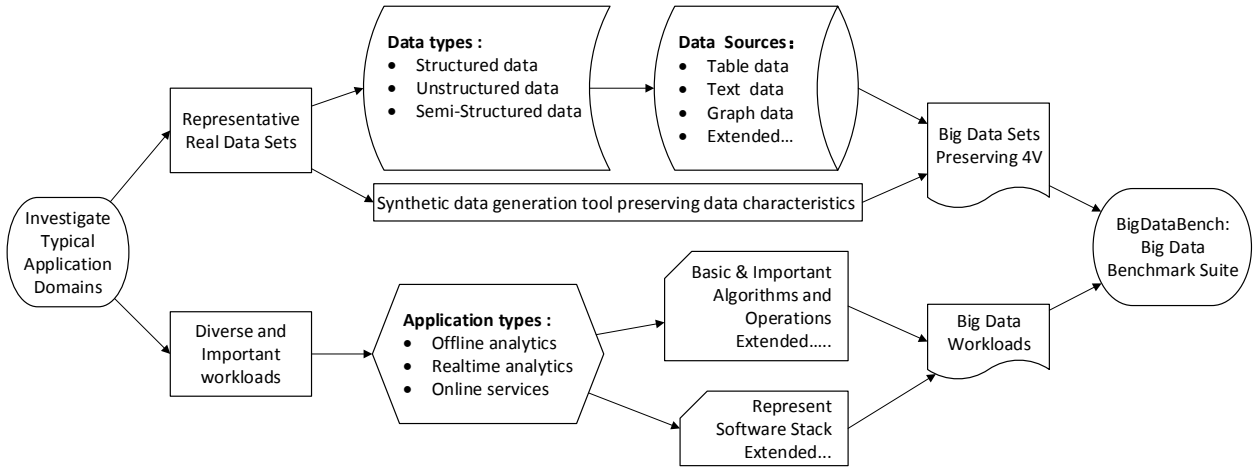 Investigate
Typical
Application
Domains
Representative
Real Data Sets
Data types :
● Structured data
● Unstructured data
● Semi-Structured data
Data Sources：
● Table data
● Text data
● Graph data
● Extended...
Synthetic data generation tool preserving data characteristics
Big Data Sets
Preserving 4V
Diverse and
Important
workloads
Application types :
● Offline analytics
● Realtime analytics
● Online services
Basic & Important
Algorithms and
Operations
Extended.....
Represent
Software Stack
Extended...
Big Data
Workloads
BigDataBench:
Big Data
Benchmark Suite